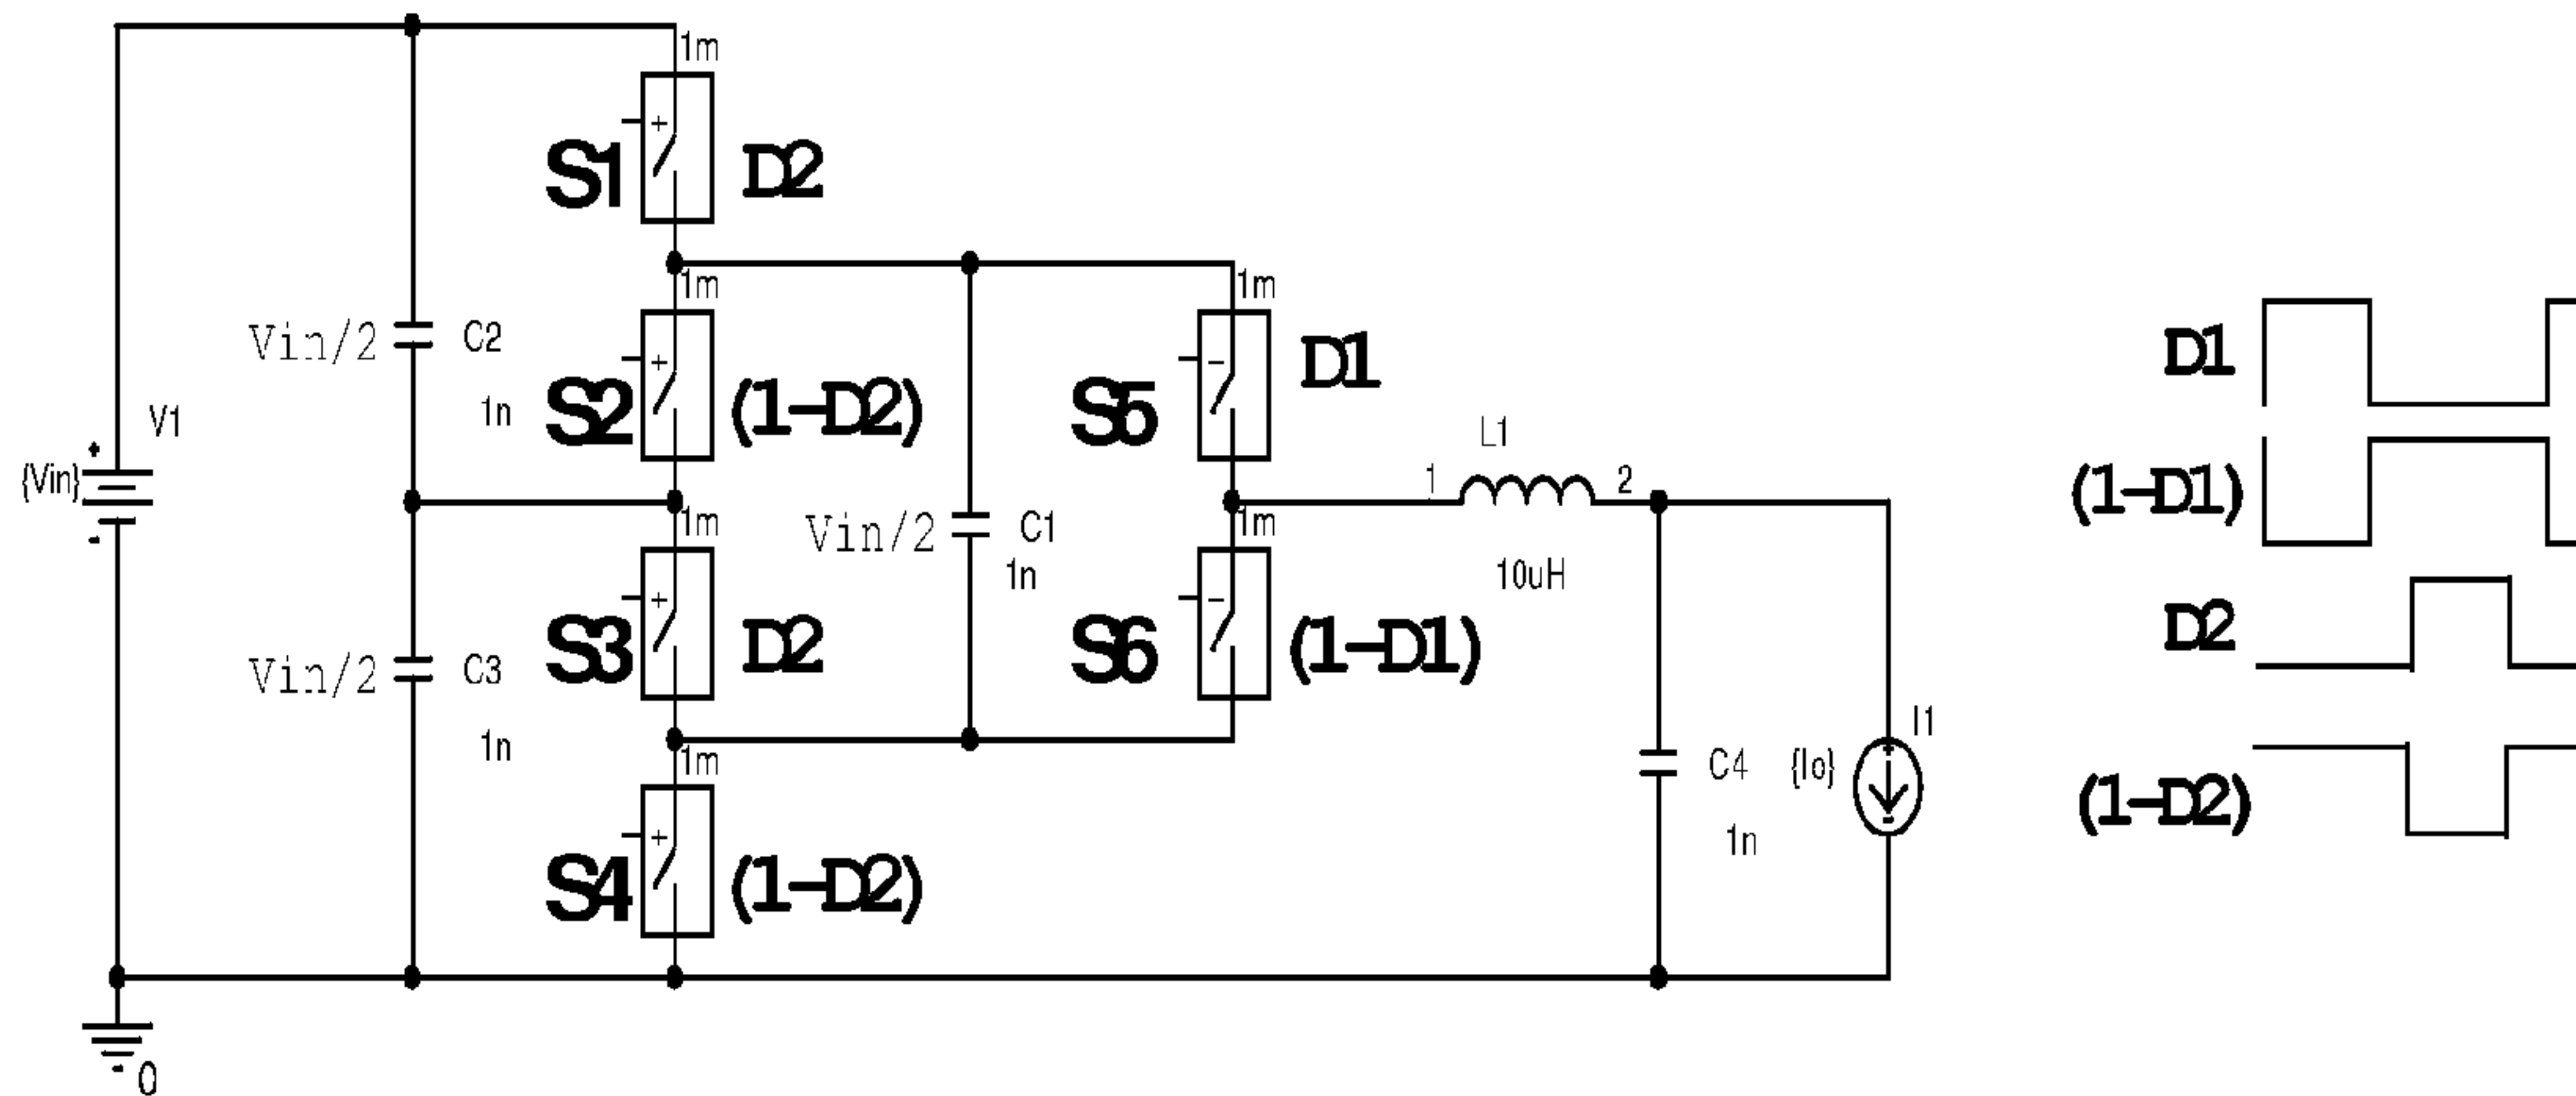 1m
S1
D2
1m
1m
Vin/2
C2
1n
S2
(1-D2)
S5
D1
D1
V1
{Vin}
+
-
L1
1
2
10uH
(1-D1)
1m
1m
Vin/2
C1
1n
Vin/2
C3
1n
S3
D2
S6
(1-D1)
D2
1m
S4
(1-D2)
C4
1n
{Io}
I1
(1-D2)
0